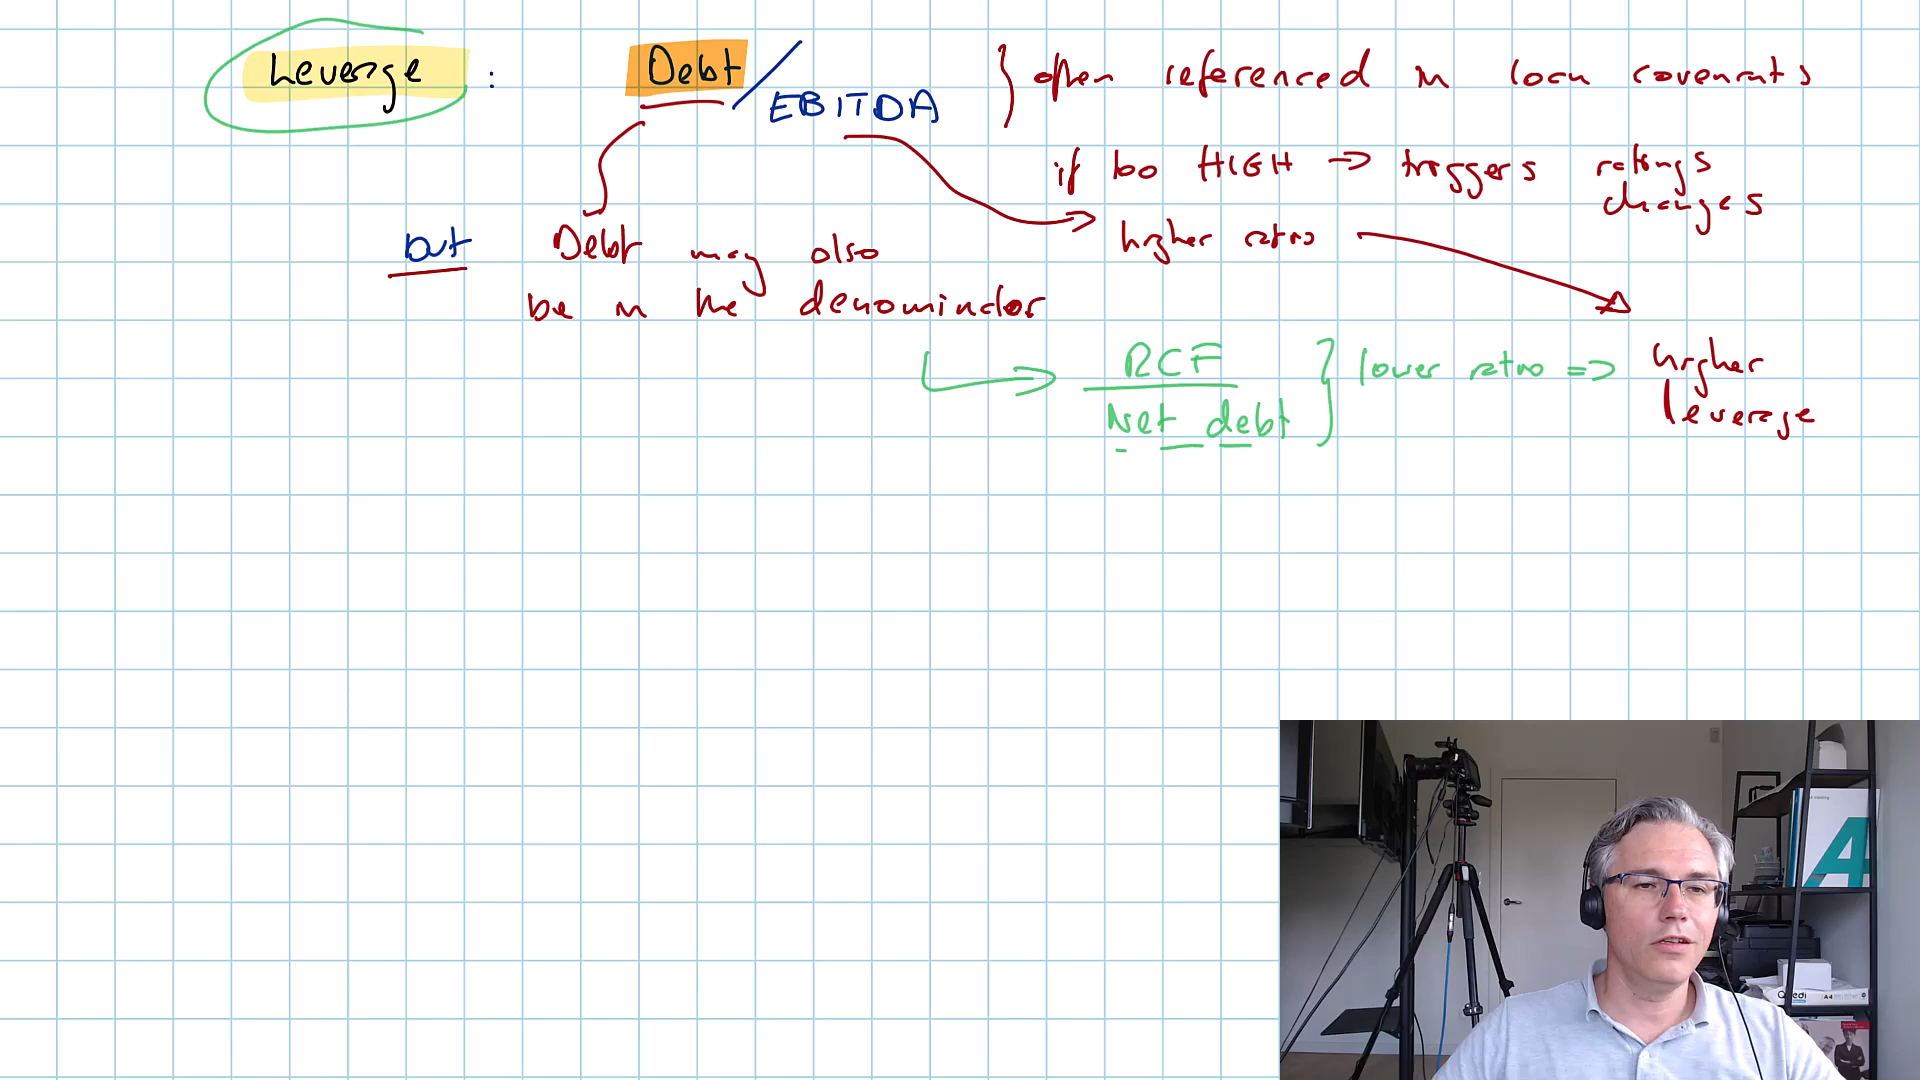 Leverage : Debt / EBITDA } often referenced in loan covenants
if too HIGH => triggers ratings changes
higher ratio
but Debt may also
be in the denominator
RCF
Net debt } lower ratio => higher leverage
A
A4